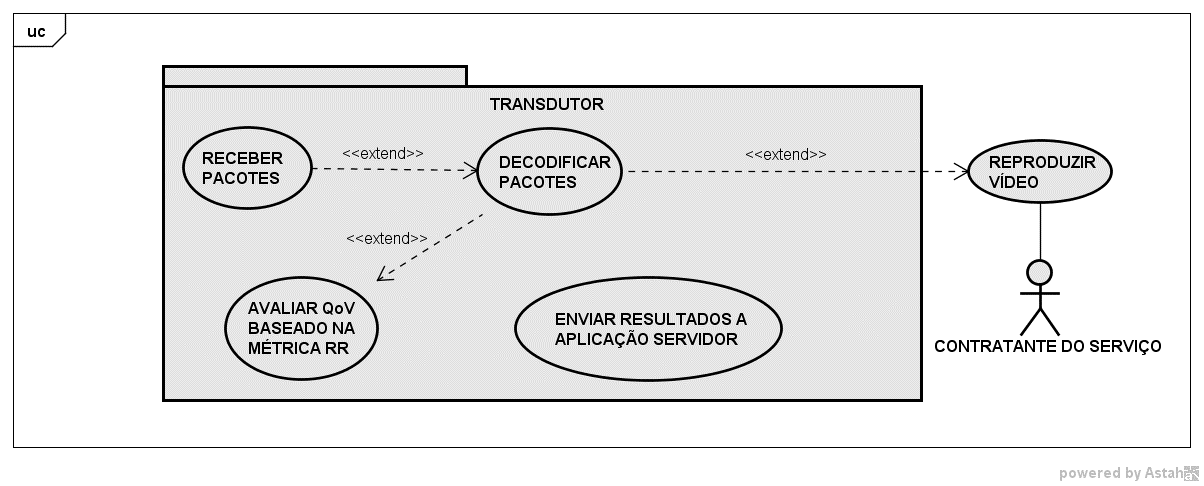 uc
TRANSDUTOR
RECEBER
PACOTES
<<extend>>
DECODIFICAR
PACOTES
<<extend>>
REPRODUZIR
VÍDEO
<<extend>>
AVALIAR QoV
BASEADO NA
MÉTRICA RR
ENVIAR RESULTADOS A
APLICAÇÃO SERVIDOR
CONTRATANTE DO SERVIÇO
powered by Astah